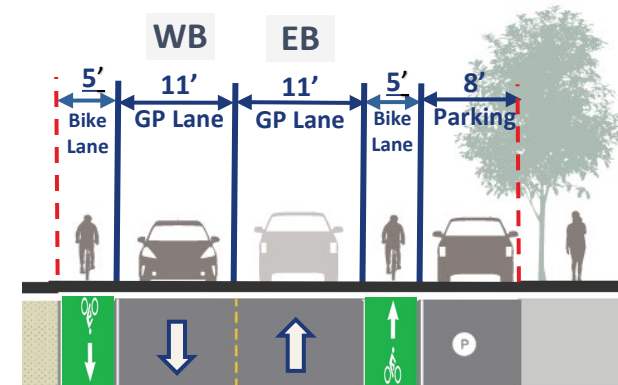 WB
EB
5'
11'
11'
5'
8'
Bike
Lane
GP Lane
GP Lane
Bike
Lane
Parking
P